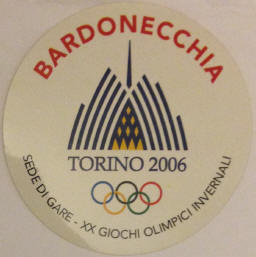 BARDONECCHIA
TORINO 2006
SEDE DI GARE - XX GIOCHI OLIMPICI INVERNALI